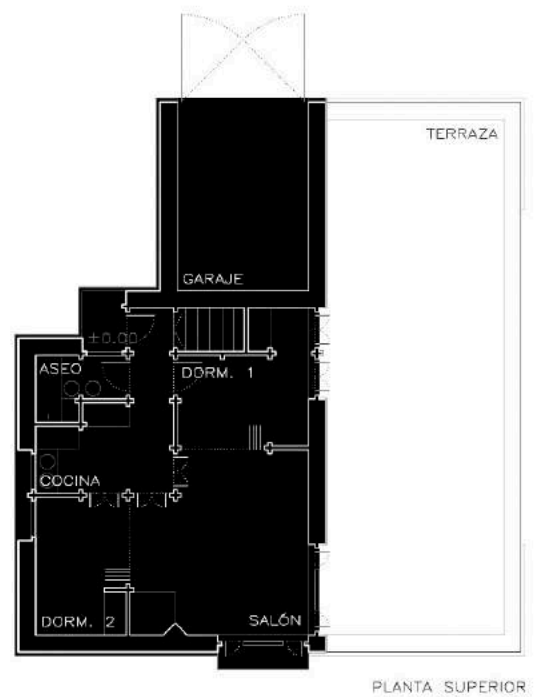 TERRAZA
GARAJE
±0.00
ASEO
DORM. 1
COCINA
DORM. 2
SALÓN
PLANTA SUPERIOR